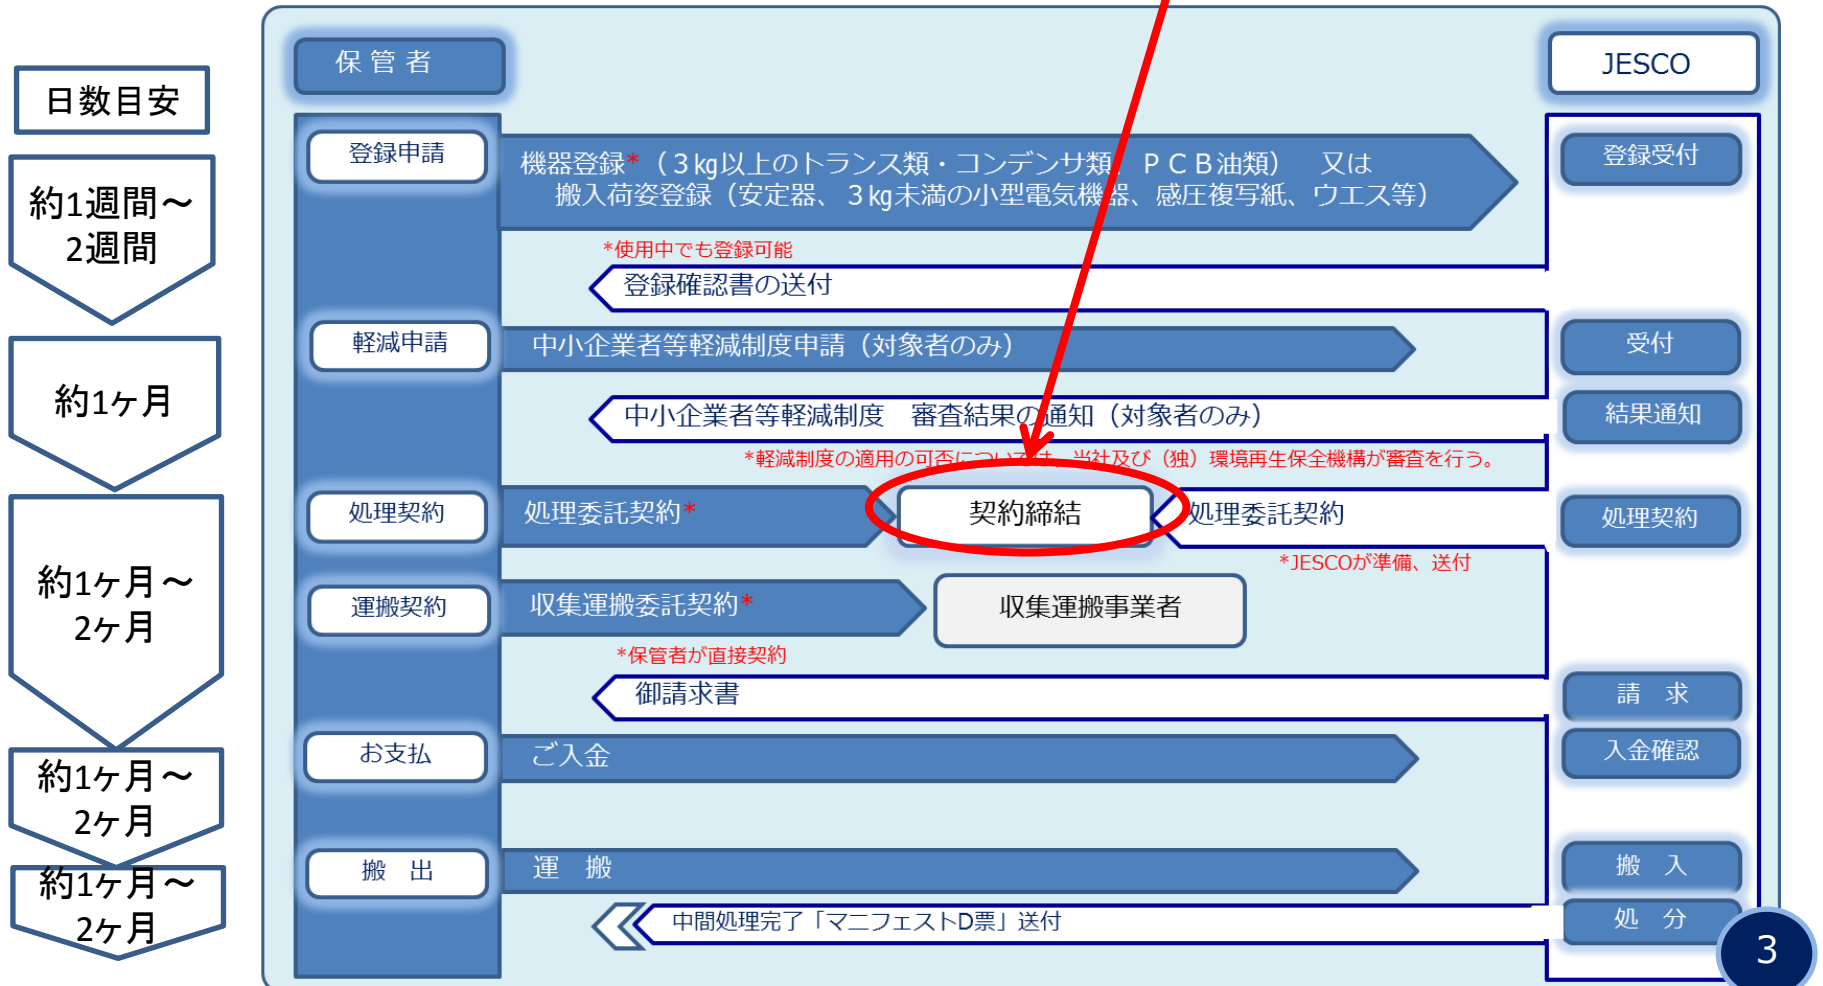 保 管 者
JESCO
日数目安
登録申請
機器登録*（３kg以上のトランス類・コンデンサ類、ＰＣＢ油類）　又は
搬入荷姿登録（安定器、３kg未満の小型電気機器、感圧複写紙、ウエス等）
登録受付
約1週間～
2週間
*使用中でも登録可能
登録確認書の送付
軽減申請
中小企業者等軽減制度申請（対象者のみ）
受付
約1ヶ月
中小企業者等軽減制度　審査結果の通知（対象者のみ）
結果通知
*軽減制度の適用の可否については、当社及び（独）環境再生保全機構が審査を行う。
処理契約
処理委託契約*
契約締結
処理委託契約
処理契約
*JESCOが準備、送付
約1ヶ月～
2ヶ月
運搬契約
収集運搬委託契約*
収集運搬事業者
*保管者が直接契約
御請求書
請　求
お支払
ご入金
入金確認
約1ヶ月～
2ヶ月
搬　出
運　搬
搬　入
約1ヶ月～
2ヶ月
中間処理完了「マニフェストD票」送付
処　分
3